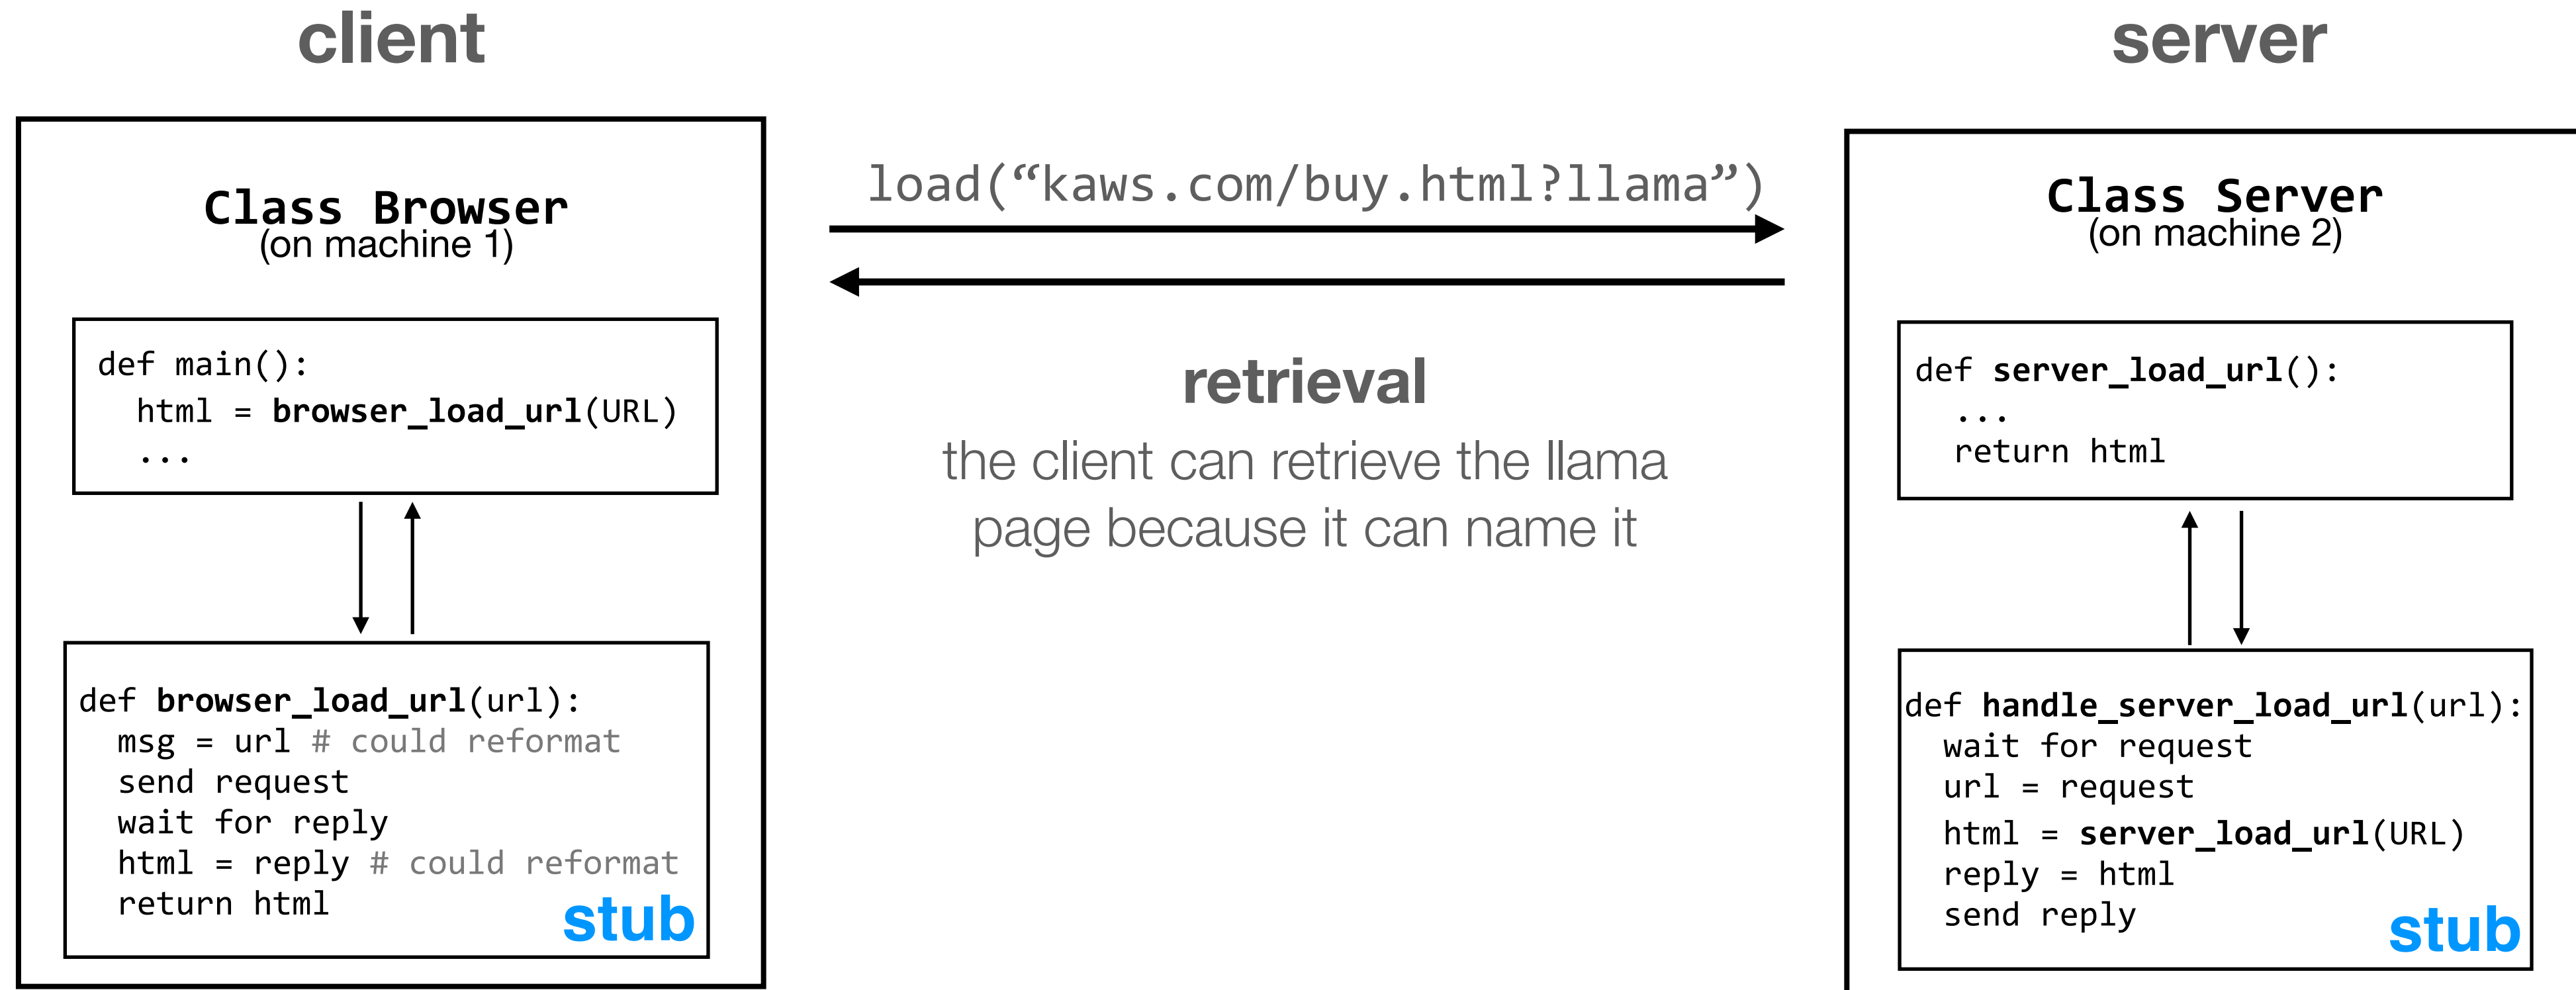 client
Class Browser
(on machine 1)
def main():
  html = browser_load_url(URL)
  ...
def browser_load_url(url):
  msg = url # could reformat
  send request
  wait for reply
  html = reply # could reformat
  return html
stub
load(“kaws.com/buy.html?llama”)
retrieval
the client can retrieve the llama
page because it can name it
server
Class Server
(on machine 2)
def server_load_url():
  ...
  return html
def handle_server_load_url(url):
  wait for request
  url = request
  html = server_load_url(URL)
  reply = html
  send reply
stub